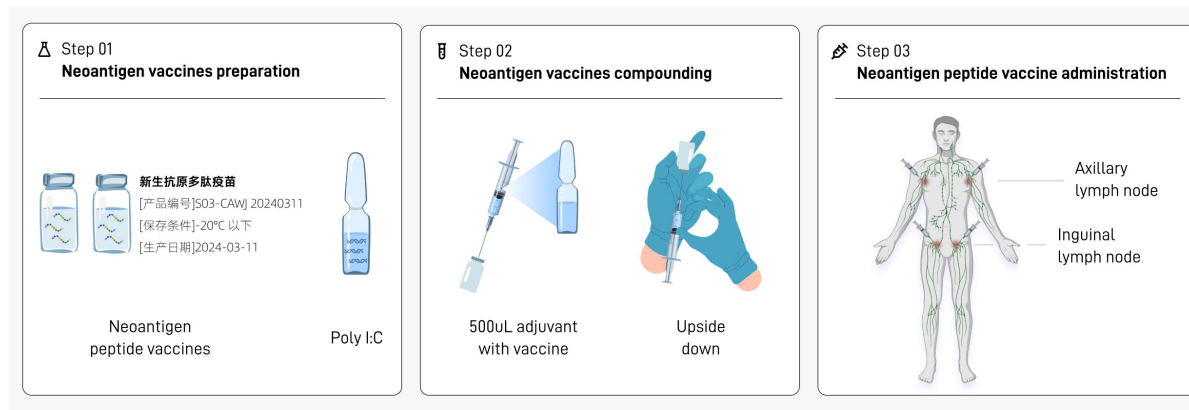 Step 01
Neoantigen vaccines preparation
新生抗原多肽疫苗
[产品编号]S03-CAWJ 20240311
[保存条件]-20℃ 以下
[生产日期]2024-03-11
Neoantigen
peptide vaccines
Poly I:C
Step 02
Neoantigen vaccines compounding
500uL adjuvant
with vaccine
Upside
down
Step 03
Neoantigen peptide vaccine administration
Axillary
lymph node
Inguinal
lymph node